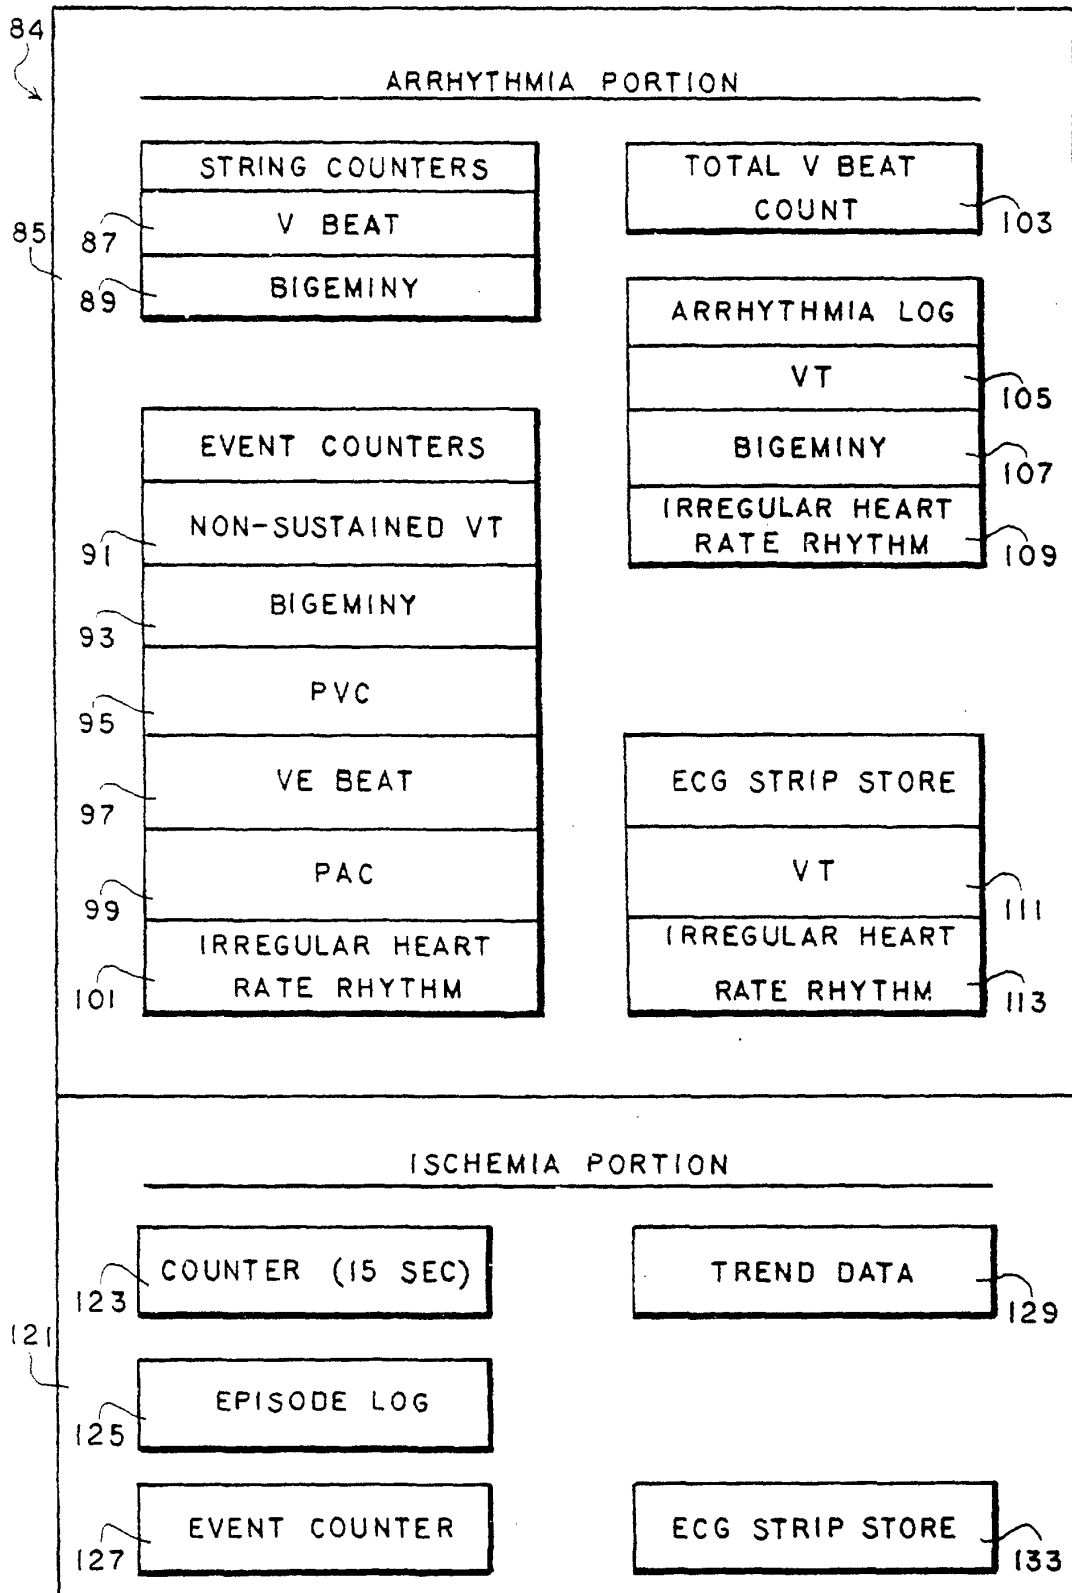 84
ARRHYTHMIA PORTION
STRING COUNTERS
87
V BEAT
85
89
BIGEMINY
TOTAL V BEAT
COUNT
103
ARRHYTHMIA LOG
VT
105
BIGEMINY
107
IRREGULAR HEART
RATE RHYTHM
109
EVENT COUNTERS
NON-SUSTAINED VT
91
BIGEMINY
93
PVC
95
VE BEAT
97
PAC
99
IRREGULAR HEART
RATE RHYTHM
101
ECG STRIP STORE
VT
111
IRREGULAR HEART
RATE RHYTHM
113
ISCHEMIA PORTION
COUNTER (15 SEC)
123
TREND DATA
129
121
EPISODE LOG
125
EVENT COUNTER
127
ECG STRIP STORE
133